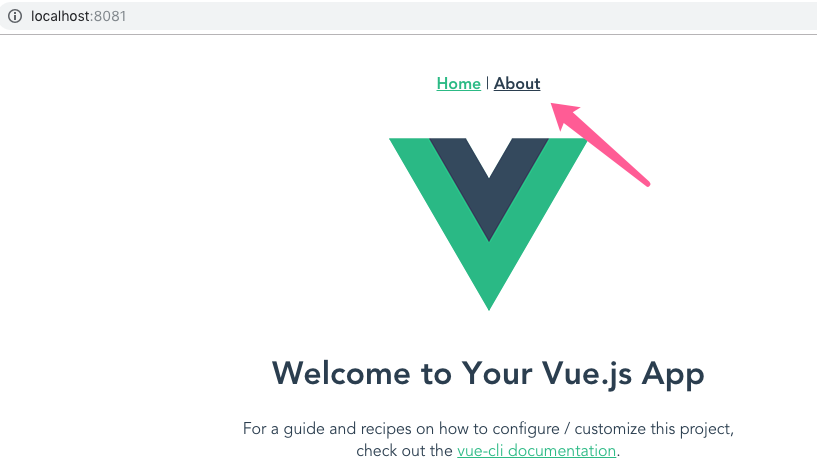 localhost:8081
Home | About
Welcome to Your Vue.js App
For a guide and recipes on how to configure / customize this project,
check out the vue-cli documentation.